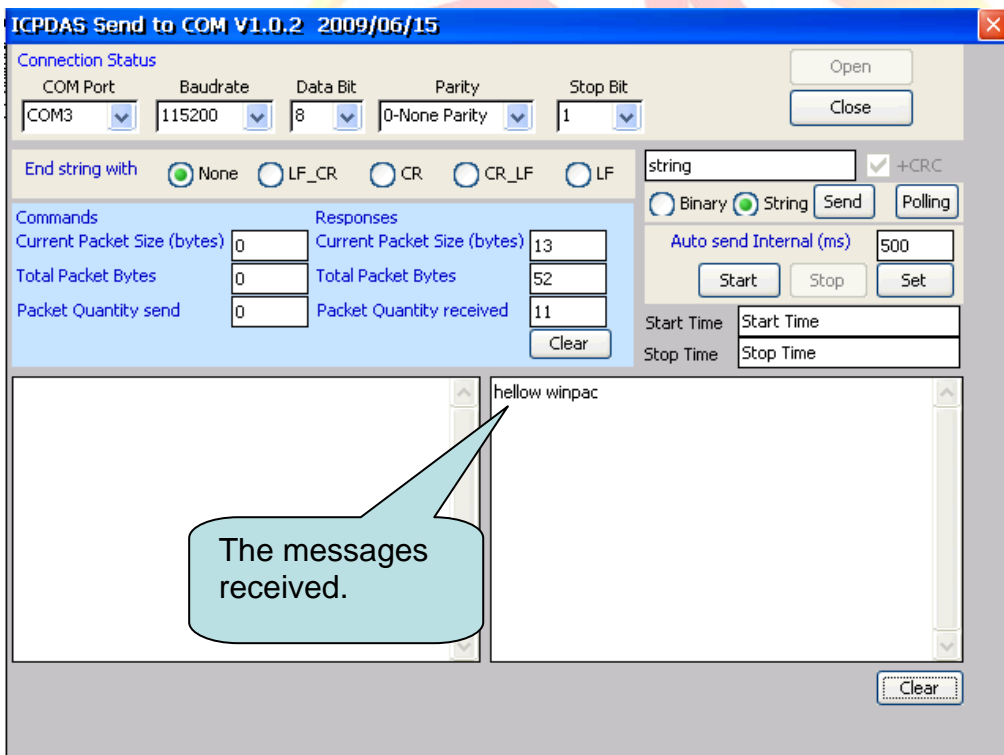 ICPDAS Send to COM V1.0.2 2009/06/15
Connection Status
COM Port Baudrate Data Bit Parity Stop Bit
COM3 115200 8 0-None Parity 1
Open
Close
End string with None LF_CR CR CR_LF LF
string +CRC
Binary String Send Polling
Commands
Current Packet Size (bytes) 0
Total Packet Bytes 0
Packet Quantity send 0
Responses
Current Packet Size (bytes) 13
Total Packet Bytes 52
Packet Quantity received 11
Clear
Auto send Internal (ms) 500
Start Stop Set
Start Time Start Time
Stop Time Stop Time
hellow winpac
The messages
received.
Clear